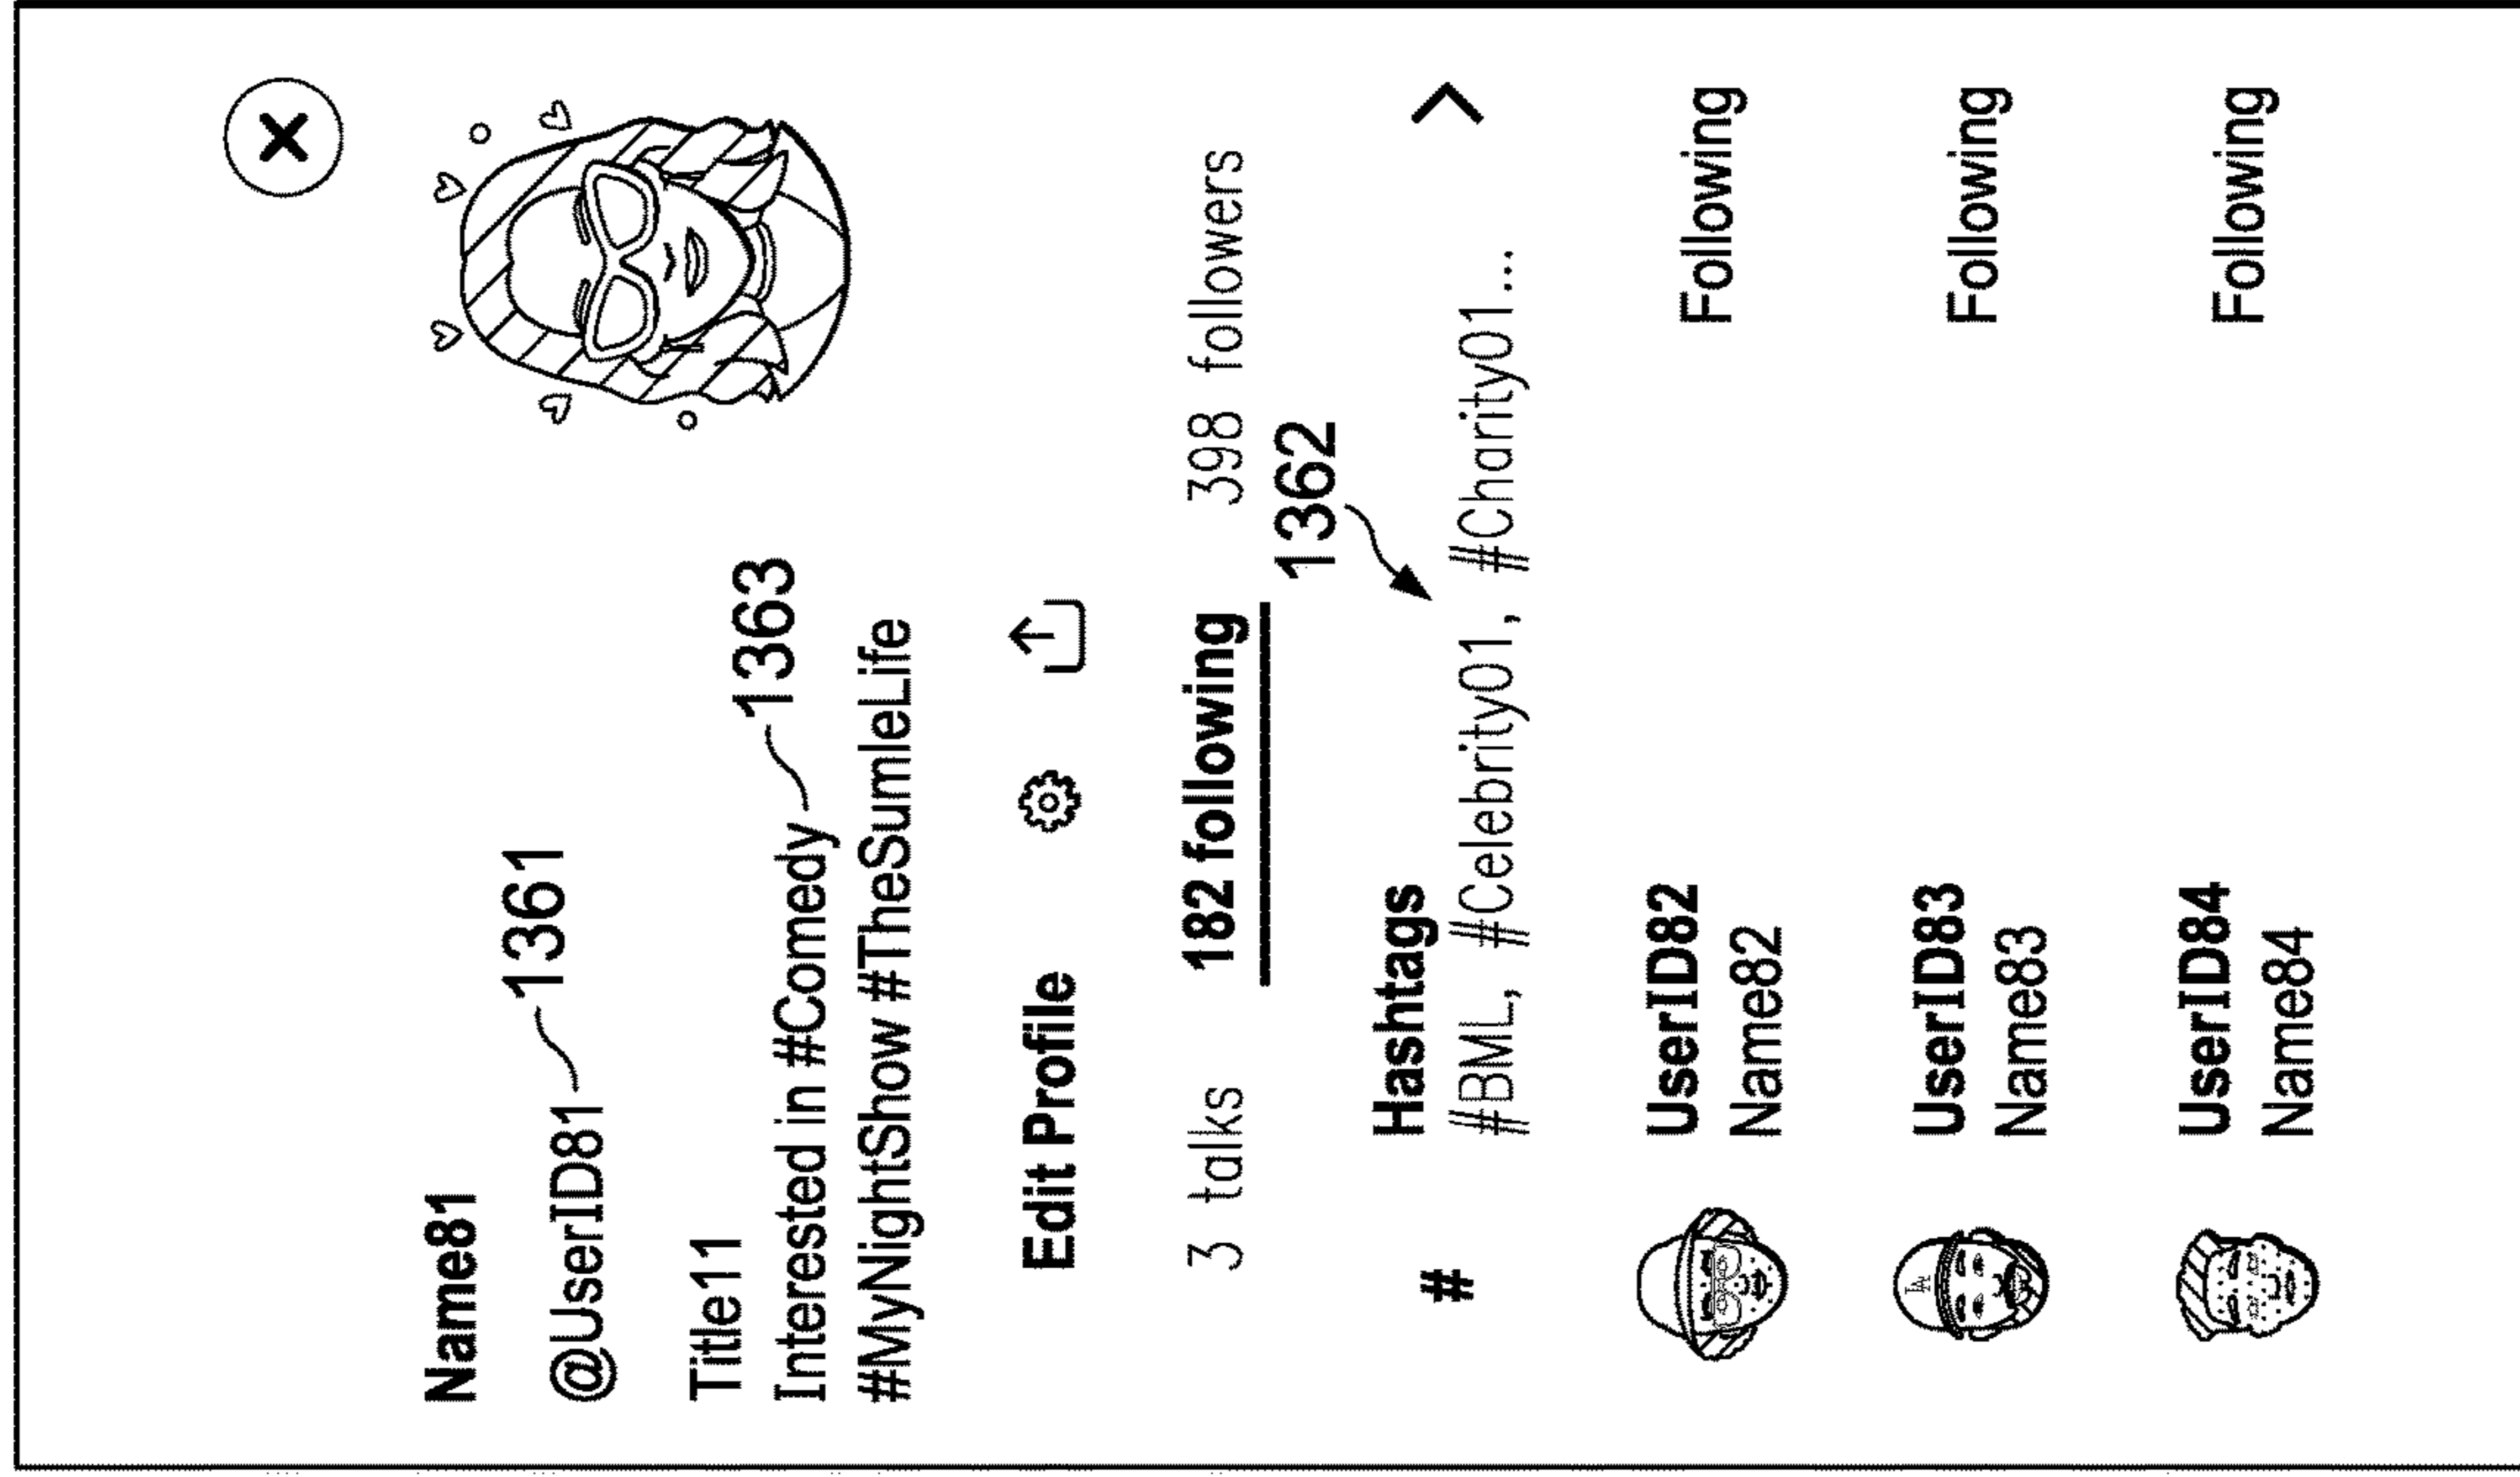 Name81
@UserID81 1361
Title11
Interested in #Comedy 1363
#MyNightShow #TheSumleLife
Edit Profile
3 talks 182 following 398 followers
1362
# Hashtags
#BML, #Celebrity01, #Charity01...
UserID82 Following
Name82
UserID83 Following
Name83
UserID84 Following
Name84